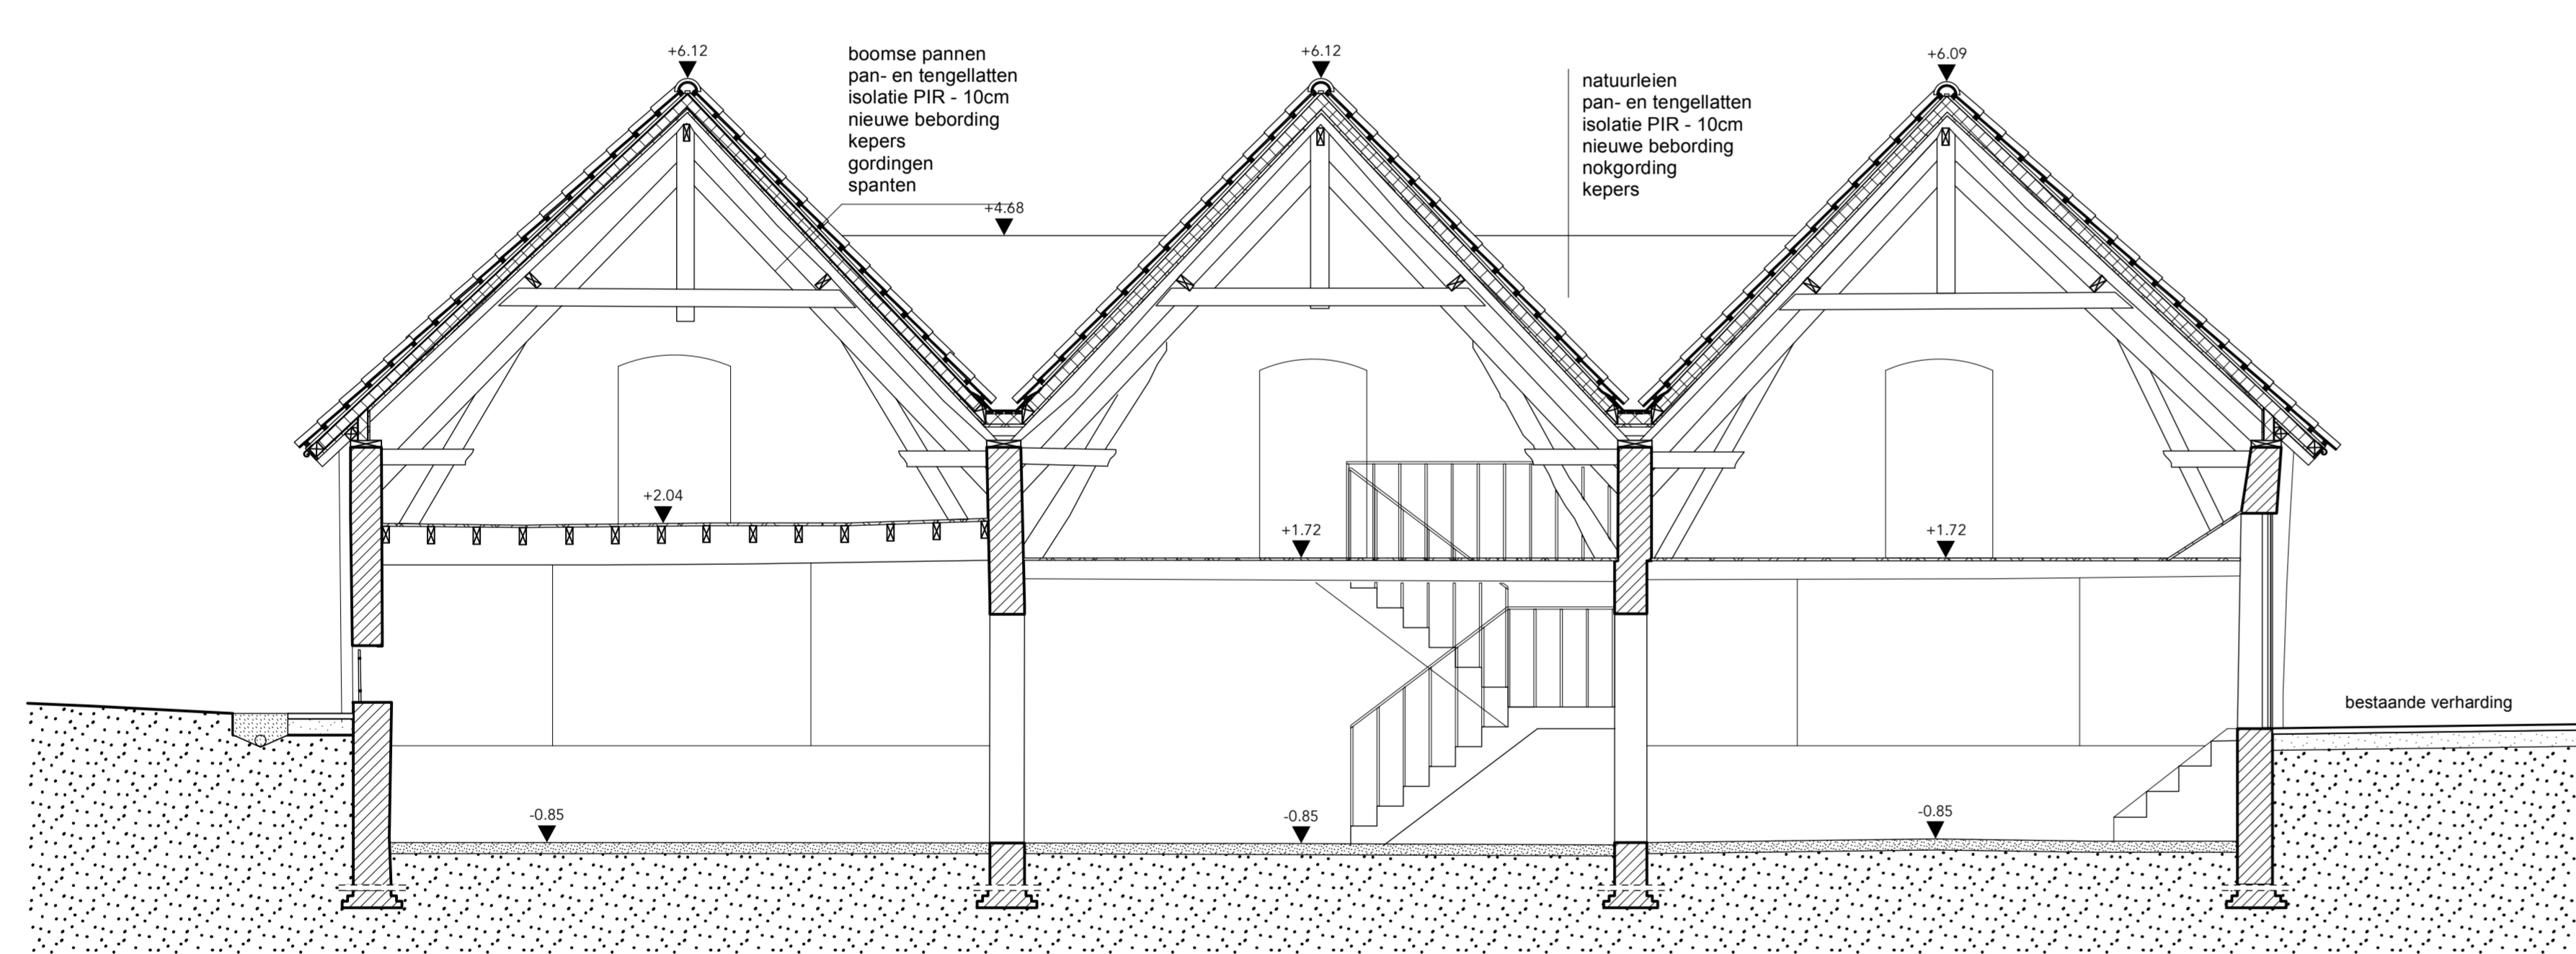 +6.12
boomse pannen
pan- en tengellatten
isolatie PIR - 10cm
nieuwe bebording
kepers
gordingen
spanten
+4.68
+6.12
natuurleien
pan- en tengellatten
isolatie PIR - 10cm
nieuwe bebording
nokgording
kepers
+6.09
+2.04
+1.72
+1.72
bestaande verharding
-0.85
-0.85
-0.85